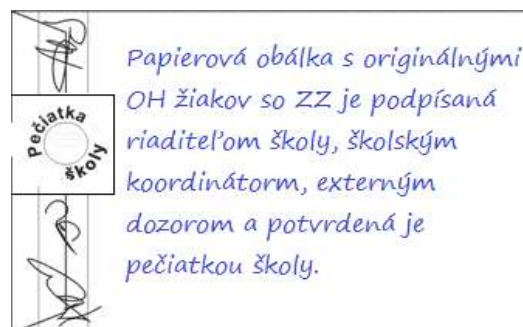 Pečiatka
školy
Papierová obálka s originálnymi
OH žiakov so ZZ je podpísaná
riaditeľom školy, školským
koordinátorm, externým
dozorom a potvrdená je
pečiatkou školy.